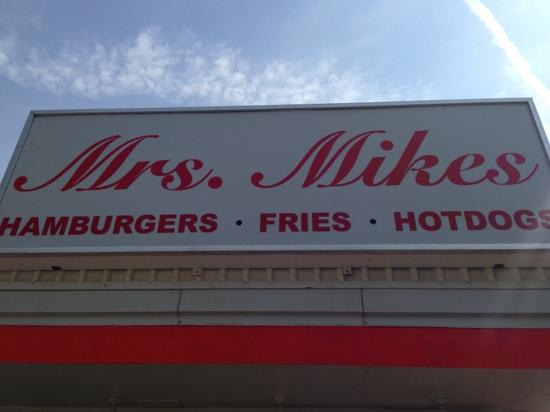 Mrs. Mikes
HAMBURGERS · FRIES · HOTDOGS